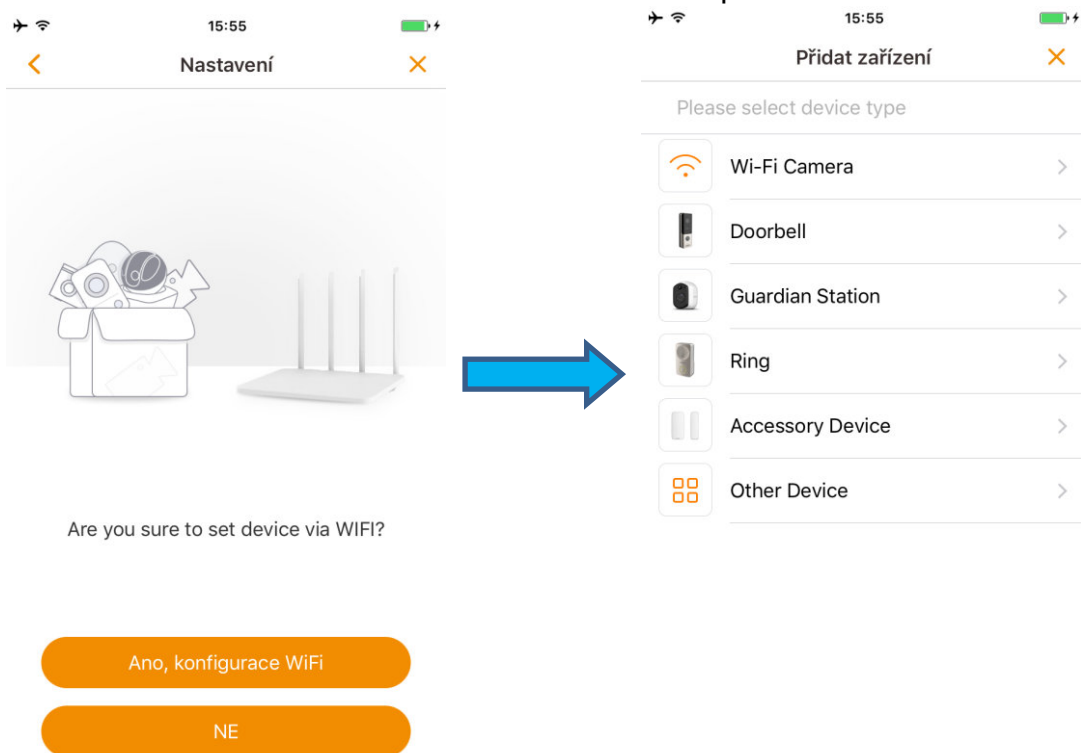 15:55
Nastavení
Are you sure to set device via WIFI?
Ano, konfigurace WiFi
NE
15:55
Přidat zařízení
Please select device type
Wi-Fi Camera
Doorbell
Guardian Station
Ring
Accessory Device
Other Device